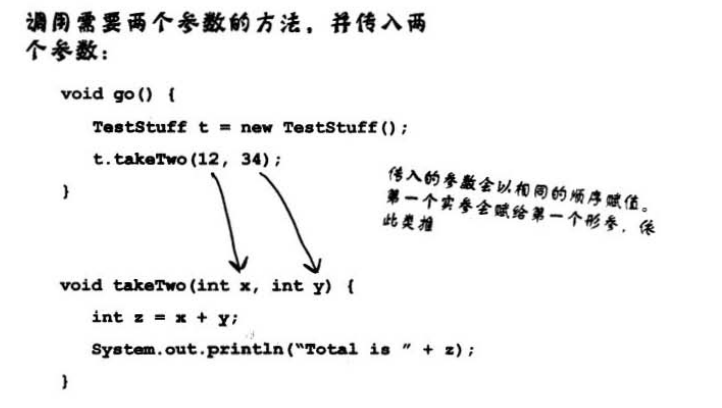 调用需要两个参数的方法，并传入两
个参数：
void go() {
TestStuff t = new TestStuff();
t.takeTwo(12, 34);
}
传入的参数会以相同的顺序赋值。
第一个实参会赋给第一个形参，依
此类推
void takeTwo(int x, int y) {
int z = x + y;
System.out.println(“Total is ” + z);
}